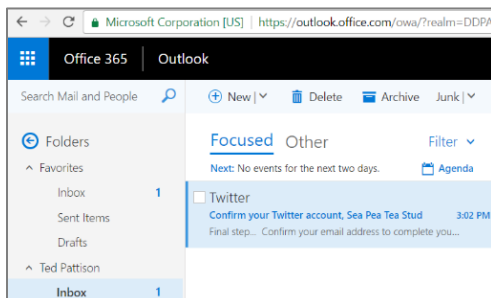 Microsoft Corporation [US] | https://outlook.office.com/owa/?realm=DDPA
Office 365 Outlook
Search Mail and People New | Delete Archive Junk |
Folders Focused Other Filter
Favorites Next: No events for the next two days. Agenda
Inbox 1 Twitter
Sent Items Confirm your Twitter account, Sea Pea Tea Stud 3:02 PM
Drafts Final step... Confirm your email address to complete you...
Ted Pattison
Inbox 1